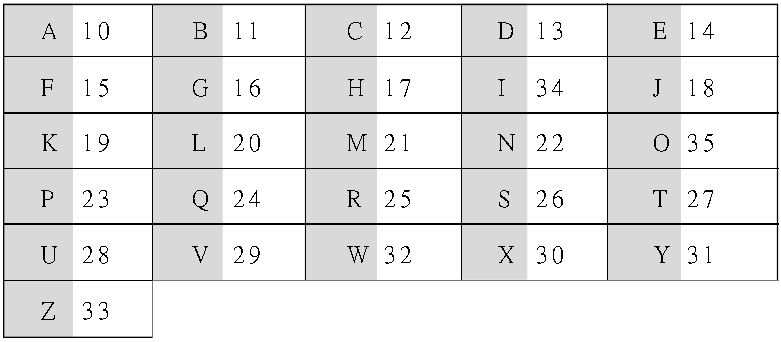 A 10 B 11 C 12 D 13 E 14
F 15 G 16 H 17 I 34 J 18
K 19 L 20 M 21 N 22 O 35
P 23 Q 24 R 25 S 26 T 27
U 28 V 29 W 32 X 30 Y 31
Z 33